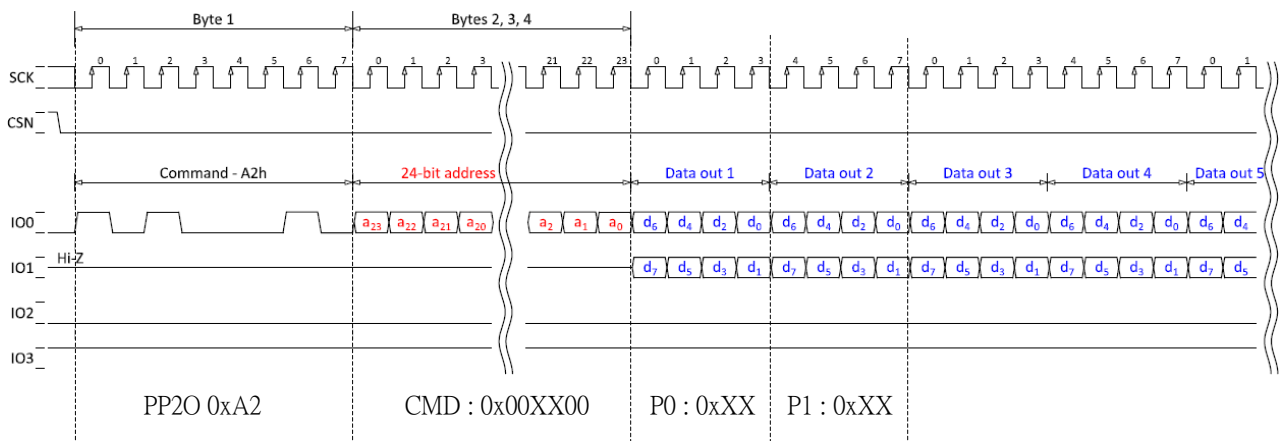 Byte 1 Bytes 2, 3, 4
0 1 2 3 4 5 6 7 0 1 2 3 21 22 23 0 1 2 3 4 5 6 7 0 1 2 3 4 5 6 7 0 1
SCK
CSN
Command - A2h 24-bit address Data out 1 Data out 2 Data out 3 Data out 4 Data out 5
IO0 a23 a22 a21 a20 a2 a1 a0 d6 d4 d2 d0 d6 d4 d2 d0 d6 d4 d2 d0 d6 d4 d2 d0 d6 d4
Hi-Z
IO1 d7 d5 d3 d1 d7 d5 d3 d1 d7 d5 d3 d1 d7 d5 d3 d1 d7 d5
IO2
IO3
PP2O 0xA2 CMD : 0x00XX00 P0 : 0xXX P1 : 0xXX